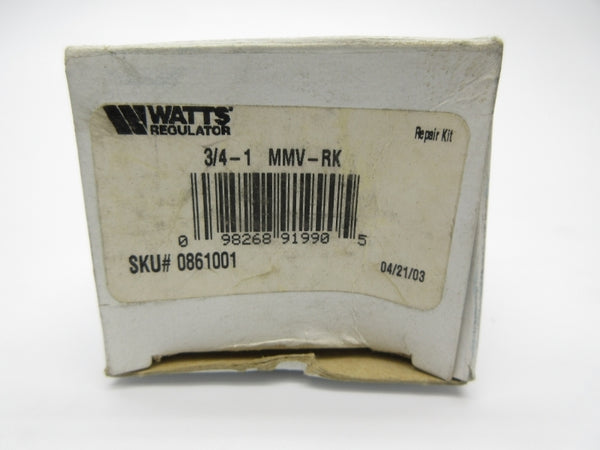 WATTS®
REGULATOR
Repair Kit
3/4-1 MMV-RK
0 98268 91990 5
SKU# 0861001
04/21/03